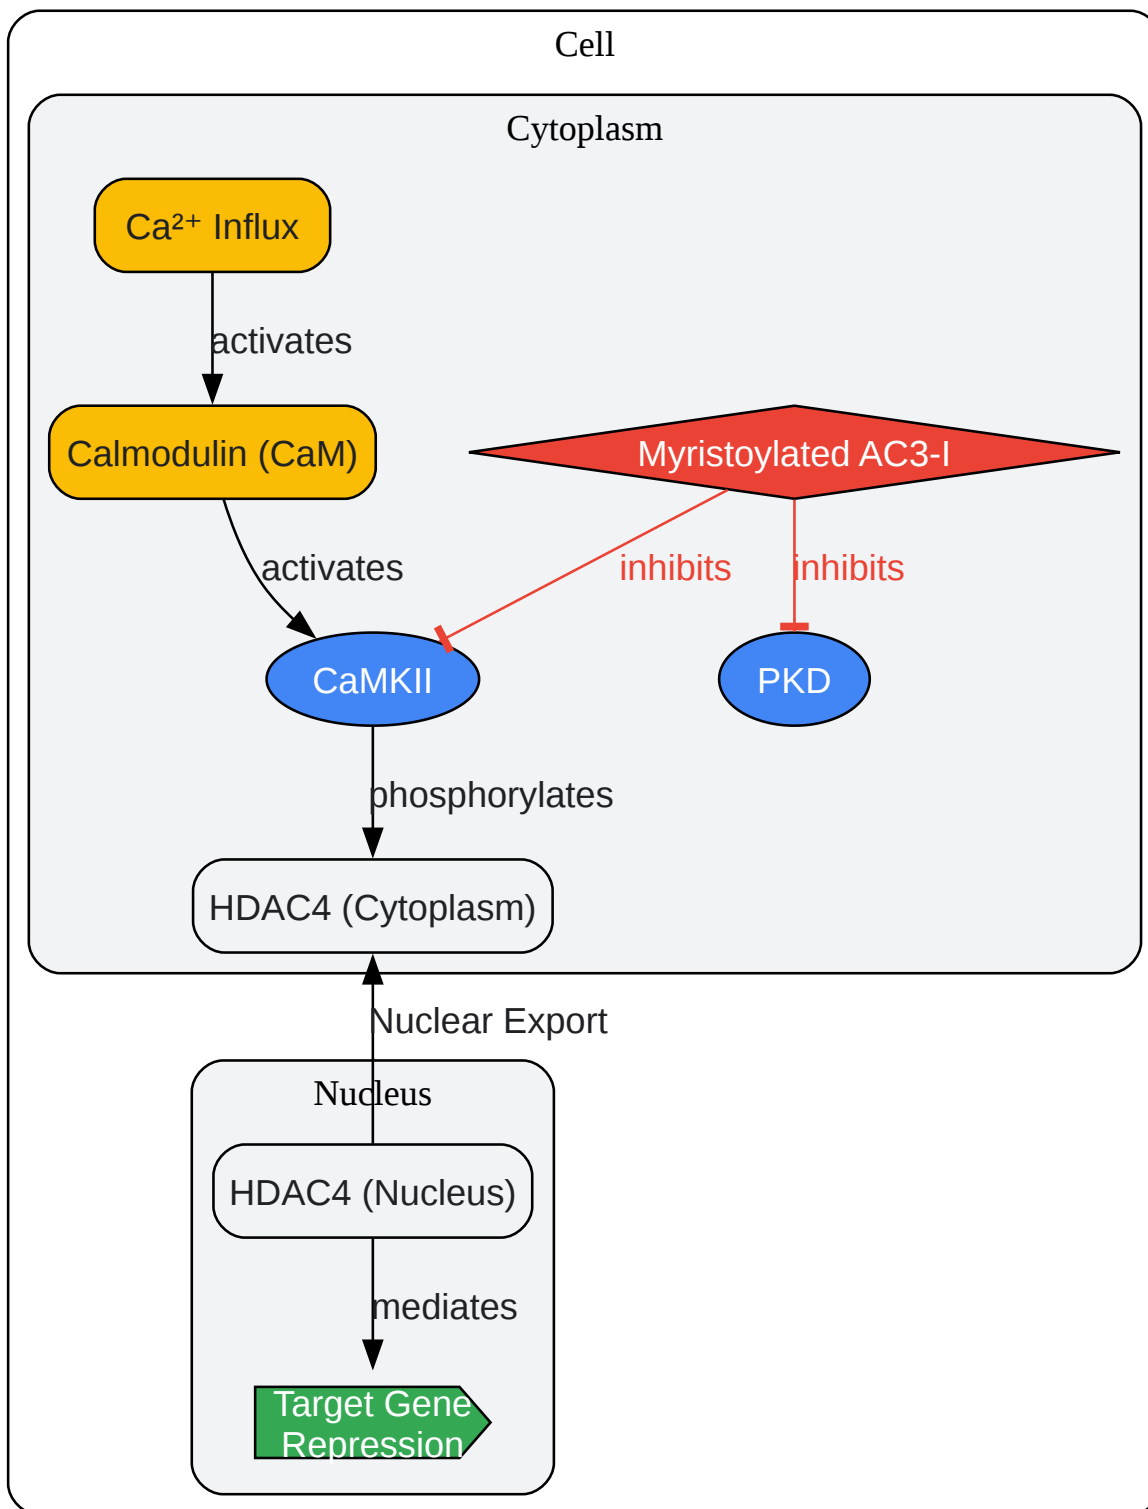 Cell
Cytoplasm
Ca²⁺ Influx
activates
Calmodulin (CaM)
Myristoylated AC3-I
activates
inhibits
inhibits
CaMKII
PKD
phosphorylates
HDAC4 (Cytoplasm)
Nuclear Export
Nucleus
HDAC4 (Nucleus)
mediates
Target Gene
Repression